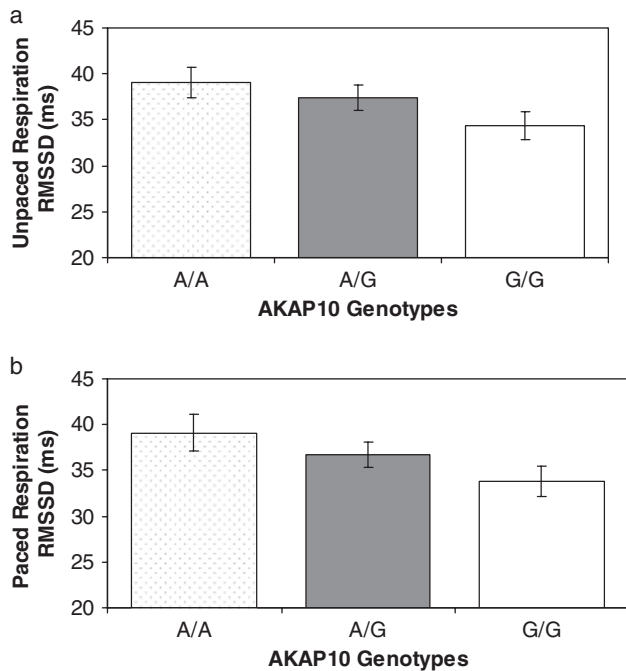 a
Unpaced Respiration
RMSSD (ms)
45
40
35
30
25
20
A/A A/G G/G
AKAP10 Genotypes
b
Paced Respiration
RMSSD (ms)
45
40
35
30
25
20
A/A A/G G/G
AKAP10 Genotypes